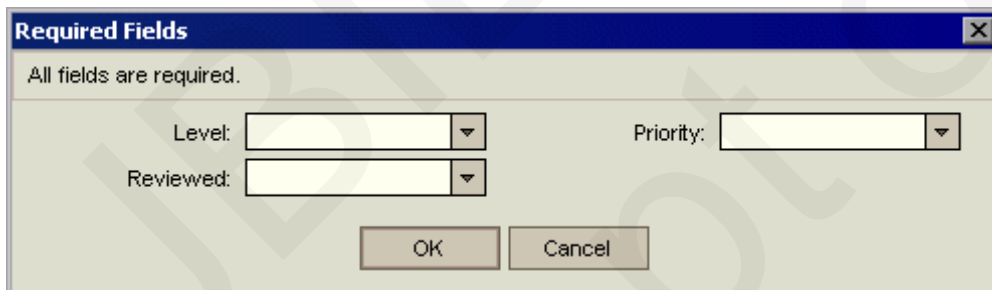 Required Fields
All fields are required.
Level: Priority:
Reviewed:
OK Cancel